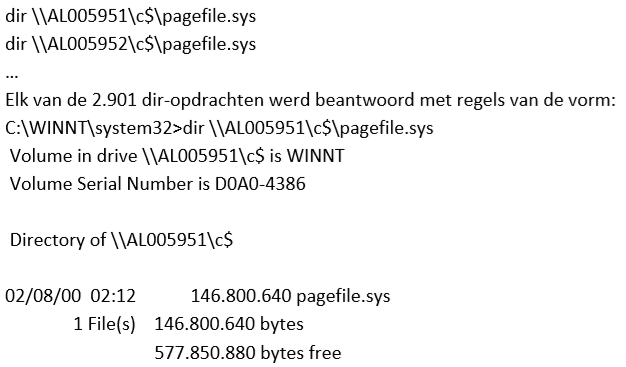 dir \\AL005951\c$\pagefile.sys
dir \\AL005952\c$\pagefile.sys
...
Elk van de 2.901 dir-opdrachten werd beantwoord met regels van de vorm:
C:\WINNT\system32>dir \\AL005951\c$\pagefile.sys
Volume in drive \\AL005951\c$ is WINNT
Volume Serial Number is D0A0-4386
Directory of \\AL005951\c$
02/08/00 02:12 146.800.640 pagefile.sys
1 File(s) 146.800.640 bytes
577.850.880 bytes free